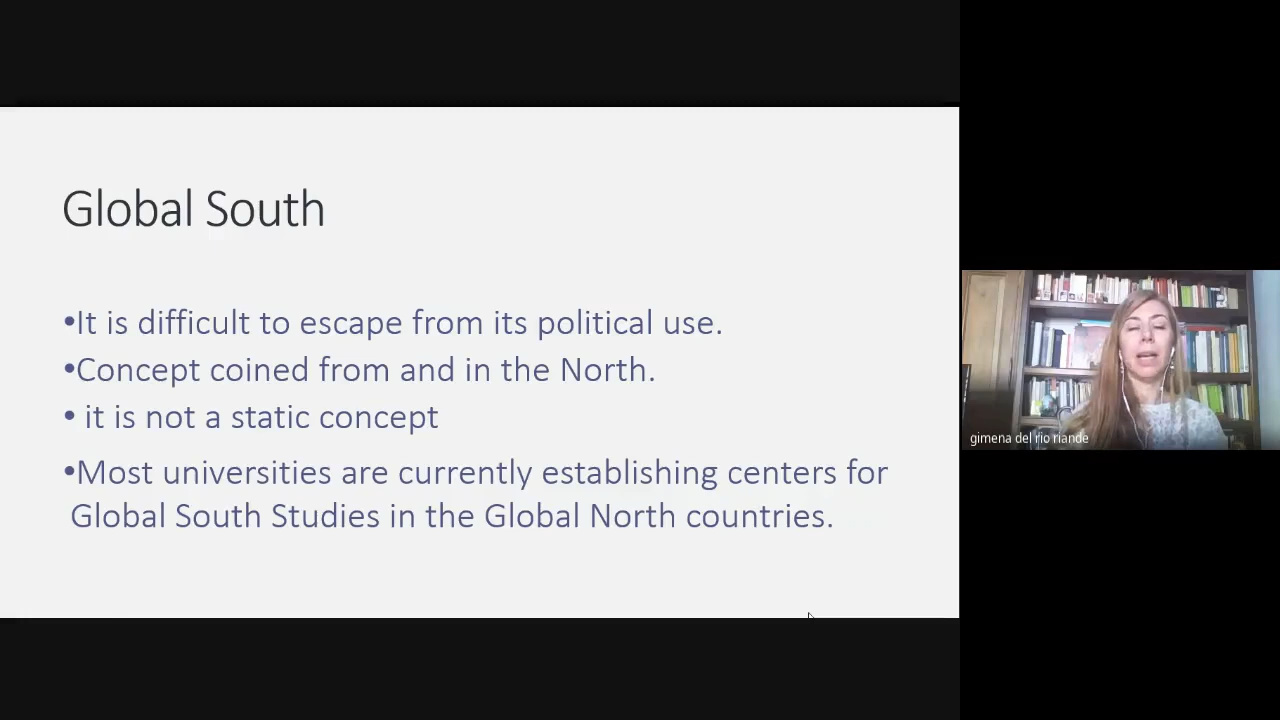 Global South
•It is difficult to escape from its political use.
•Concept coined from and in the North.
• it is not a static concept
•Most universities are currently establishing centers for
Global South Studies in the Global North countries.
gimena del rio riande